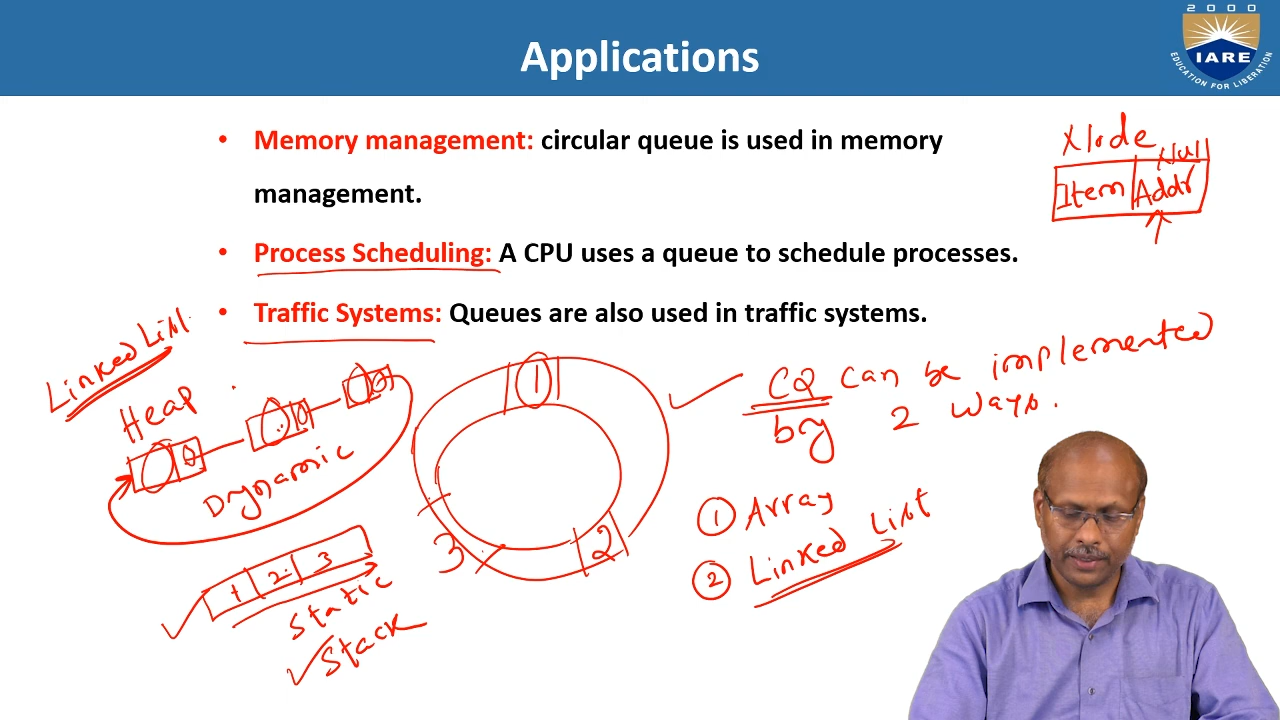 Applications
2000
IARE
EDUCATION FOR LIBERATION
• Memory management: circular queue is used in memory
management.
• Process Scheduling: A CPU uses a queue to schedule processes.
• Traffic Systems: Queues are also used in traffic systems.
Node
Null
Item Addr
Linked List
Heap
Dynamic
1 2 3
Static
Stack
1
2
3
CQ can be implemented
by 2 ways.
① Array
② Linked List